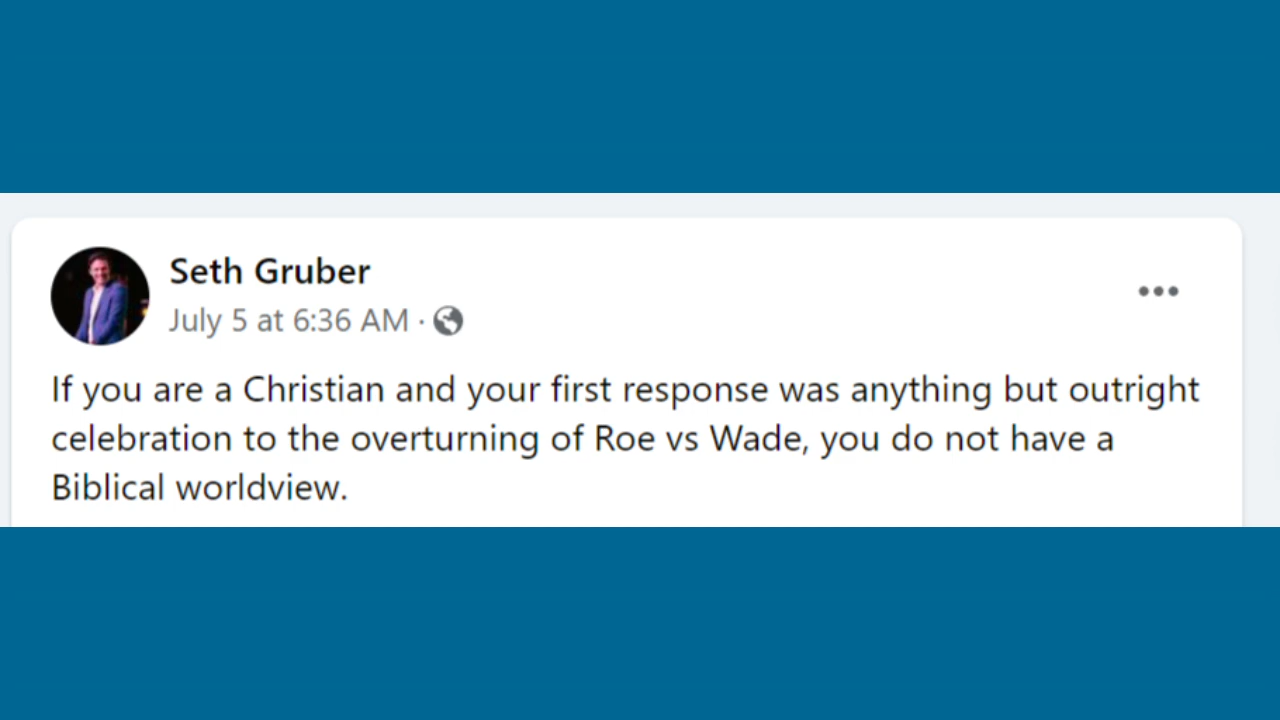 Seth Gruber
July 5 at 6:36 AM ·
If you are a Christian and your first response was anything but outright
celebration to the overturning of Roe vs Wade, you do not have a
Biblical worldview.